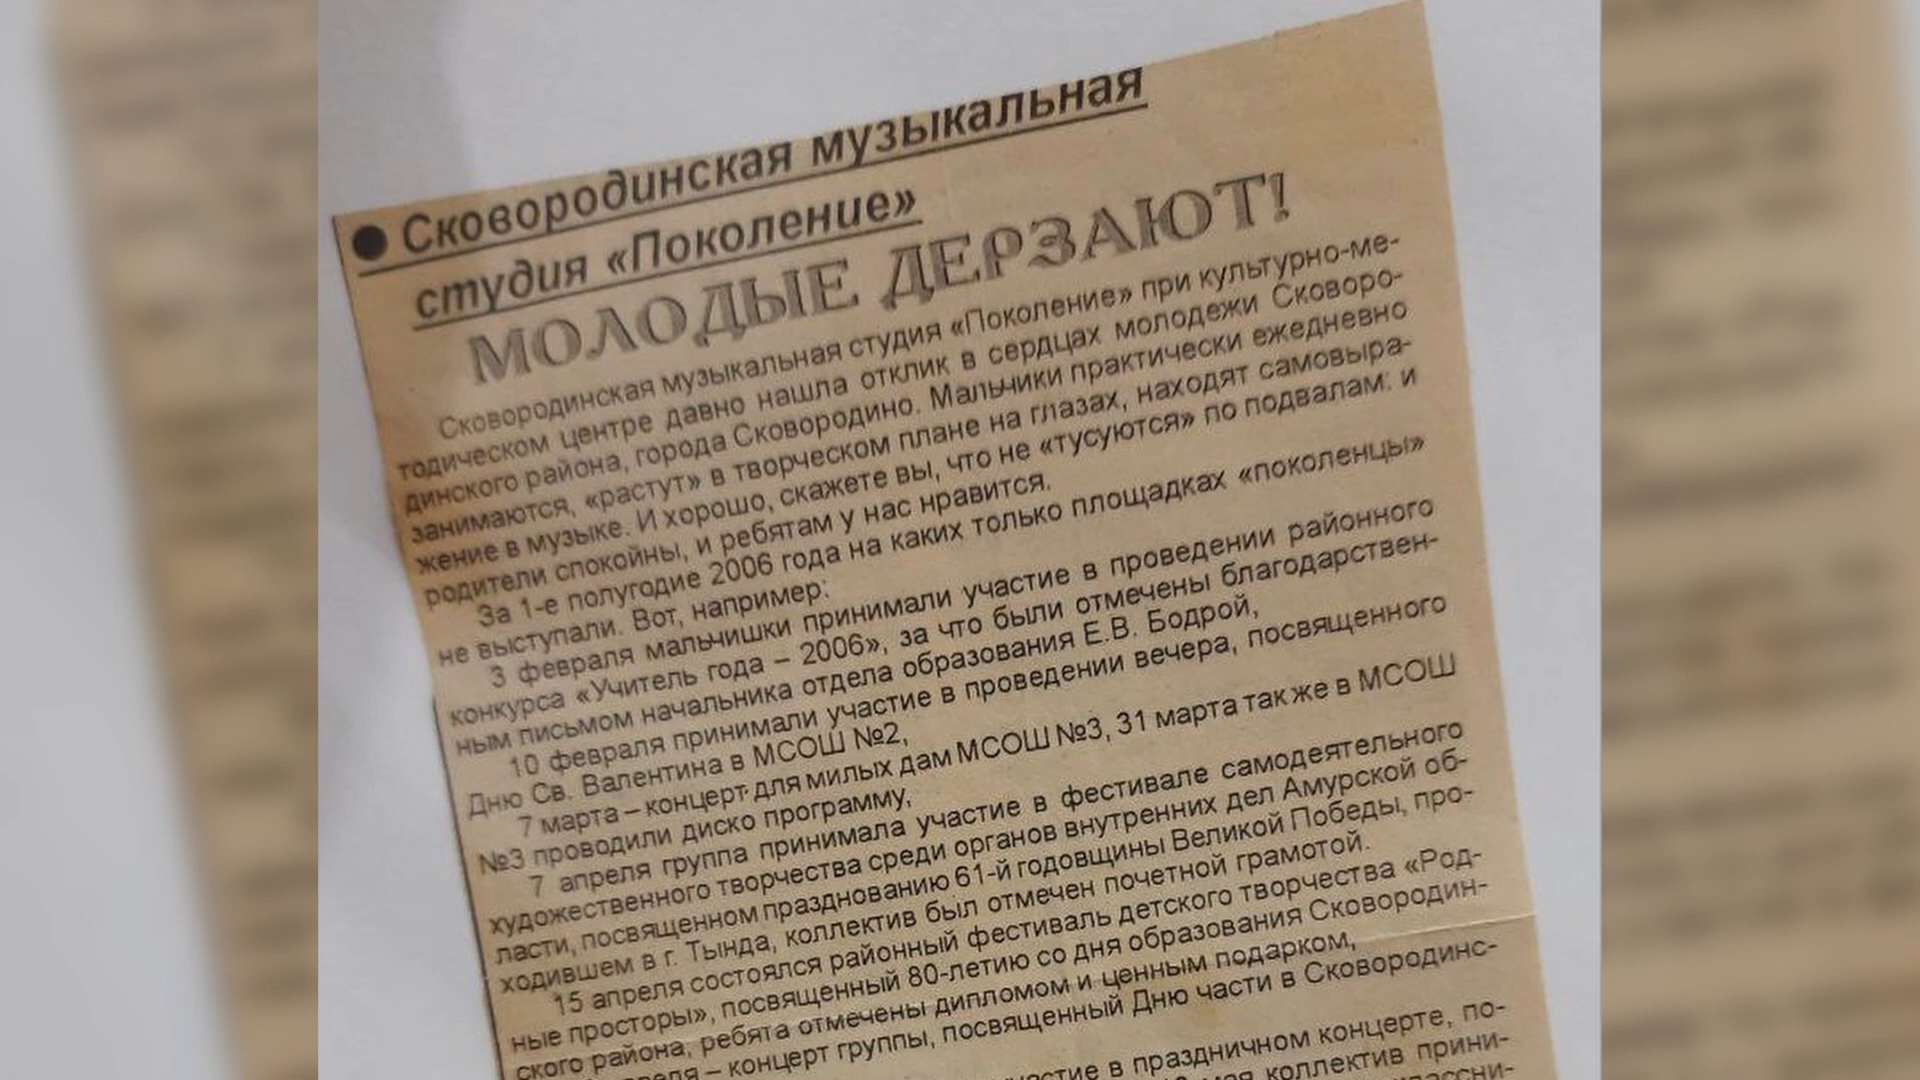 ● Сковородинская музыкальная
студия «Поколение»
МОЛОДЫЕ ДЕРЗАЮТ!
Сковородинская музыкальная студия «Поколение» при культурно-ме-
тодическом центре давно нашла отклик в сердцах молодежи Сковоро-
динского района, города Сковородино. Мальчики практически ежедневно
занимаются, «растут» в творческом плане на глазах, находят самовыра-
жение в музыке. И хорошо, скажете вы, что не «тусуются» по подвалам: и
родители спокойны, и ребятам у нас нравится.
За 1-е полугодие 2006 года на каких только площадках «поколенцы»
не выступали. Вот, например:
3 февраля мальчишки принимали участие в проведении районного
конкурса «Учитель года – 2006», за что были отмечены благодарствен-
ным письмом начальника отдела образования Е.В. Бодрой,
10 февраля принимали участие в проведении вечера, посвященного
Дню Св. Валентина в МСОШ №2,
7 марта – концерт для милых дам МСОШ №3, 31 марта также в МСОШ
№3 проводили диско программу,
7 апреля группа принимала участие в фестивале самодеятельного
художественного творчества среди органов внутренних дел Амурской об-
ласти, посвященном празднованию 61-й годовщины Великой Победы, про-
ходившем в г. Тында, коллектив был отмечен почетной грамотой.
15 апреля состоялся районный фестиваль детского творчества «Род-
ные просторы», посвященный 80-летию со дня образования Сковородин-
ского района, ребята отмечены дипломом и ценным подарком,
– концерт группы, посвященный Дню части в Сковородинс-
в праздничном концерте, по-
коллектив прини-